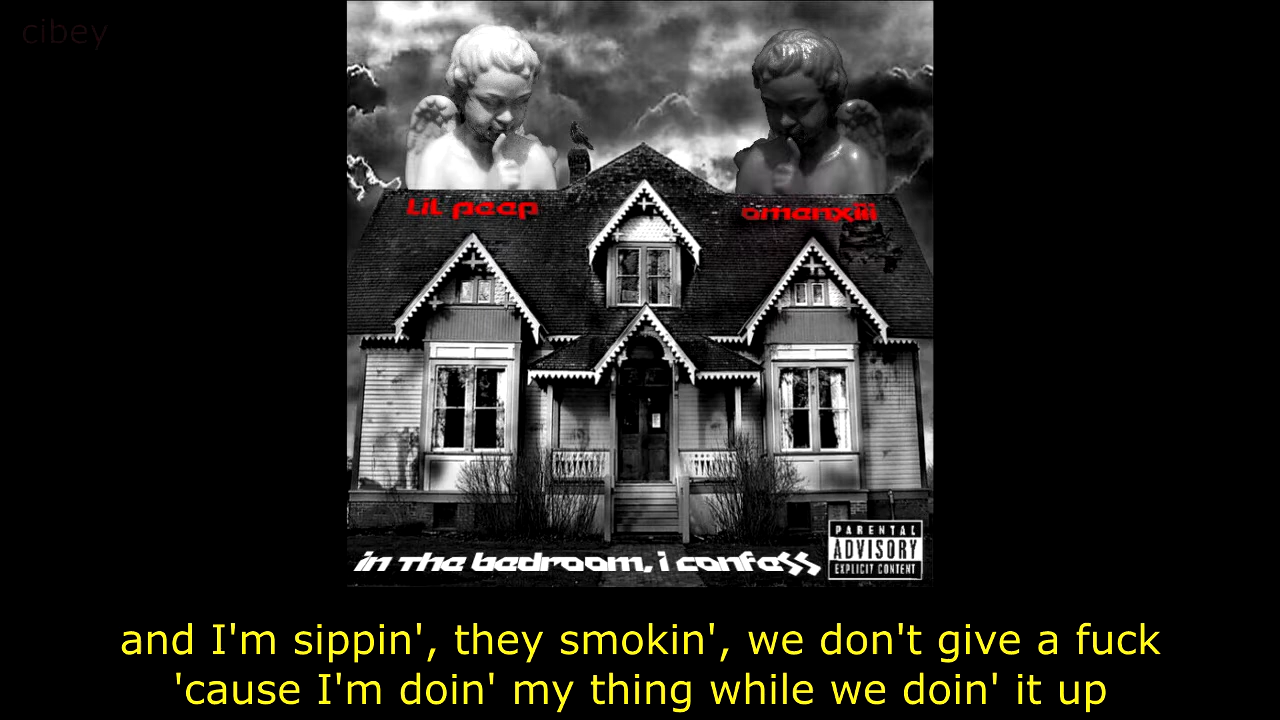 cibey
Lil peep
omenxiii
in the bedroom, i confess
PARENTAL
ADVISORY
EXPLICIT CONTENT
and I'm sippin', they smokin', we don't give a fuck
'cause I'm doin' my thing while we doin' it up